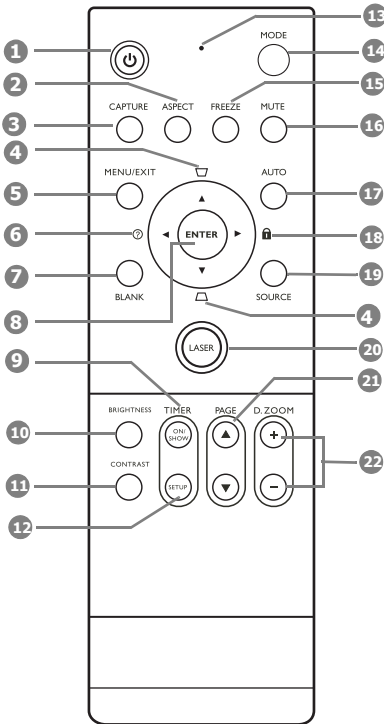 13
MODE
1
14
2
15
CAPTURE ASPECT FREEZE MUTE
3
16
4
MENU/EXIT AUTO
5
17
6 ? ENTER 18
7
19
BLANK SOURCE
8
4
LASER
20
9
21
BRIGHTNESS TIMER PAGE D. ZOOM
10
ON/
SHOW
+
CONTRAST
22
11
SETUP
−
12